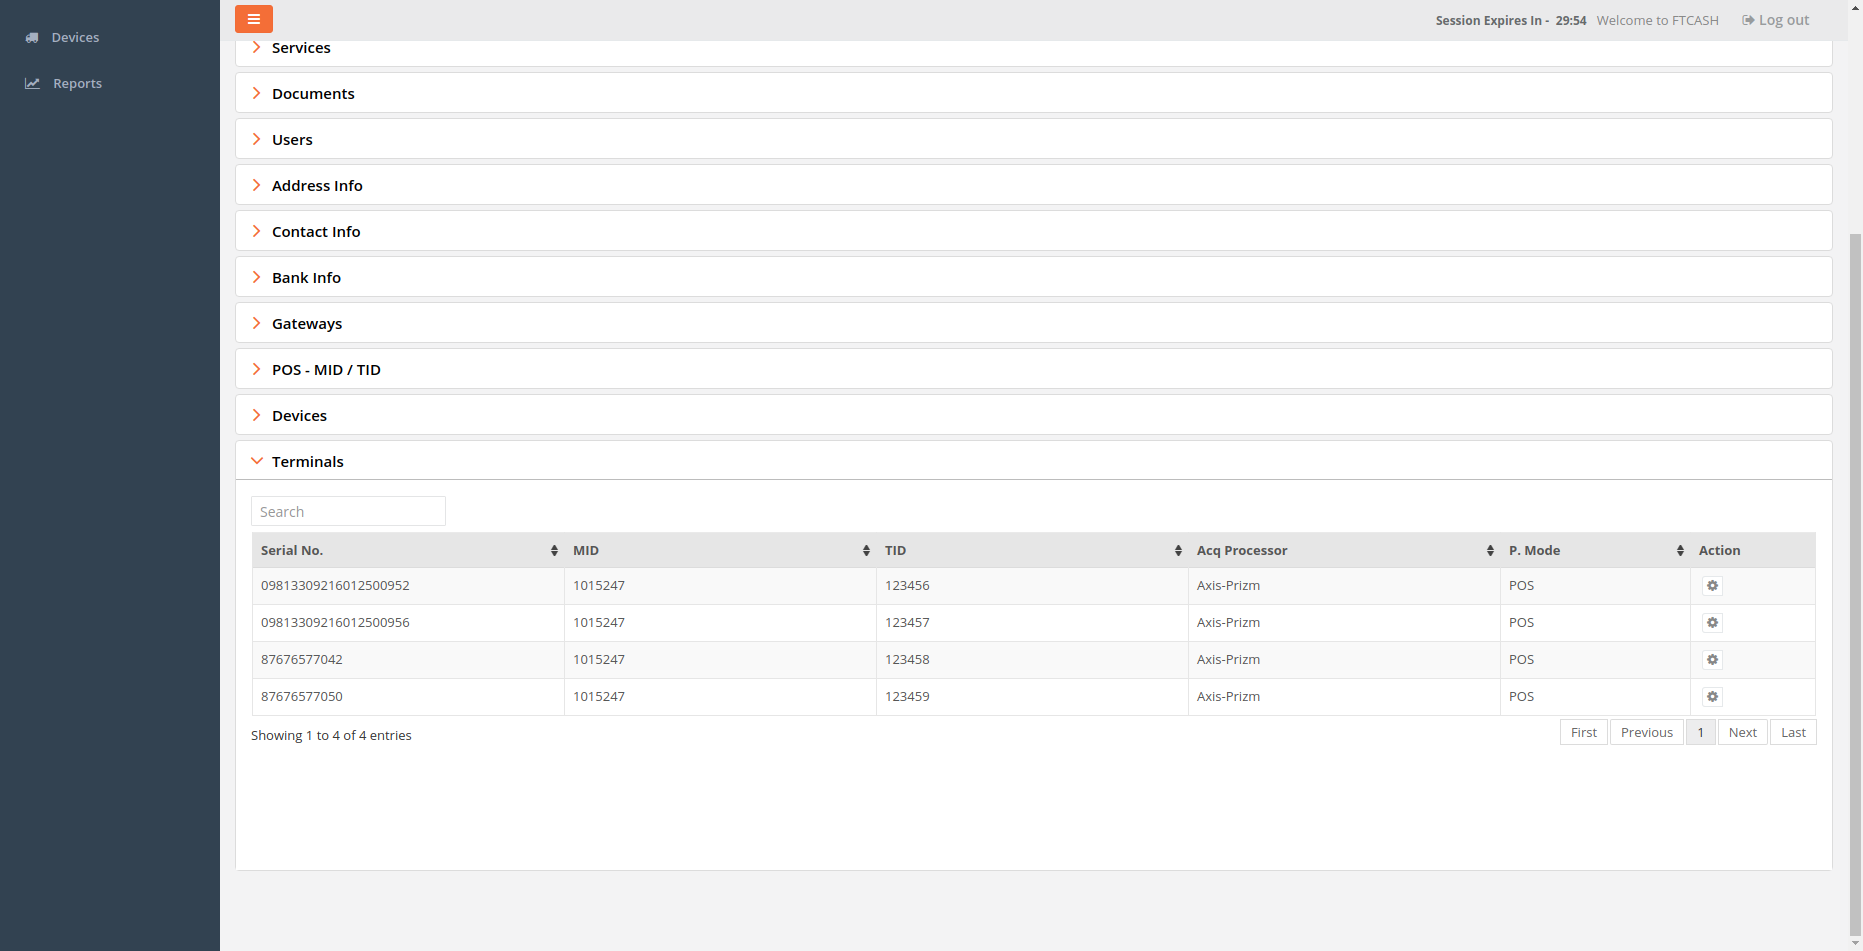 Devices
Reports
Session Expires In - 29:54 Welcome to FTCASH Log out
Services
Documents
Users
Address Info
Contact Info
Bank Info
Gateways
POS - MID / TID
Devices
Terminals
Search
Serial No. MID TID Acq Processor P. Mode Action
09813309216012500952 1015247 123456 Axis-Prizm POS
09813309216012500956 1015247 123457 Axis-Prizm POS
87676577042 1015247 123458 Axis-Prizm POS
87676577050 1015247 123459 Axis-Prizm POS
Showing 1 to 4 of 4 entries First Previous 1 Next Last